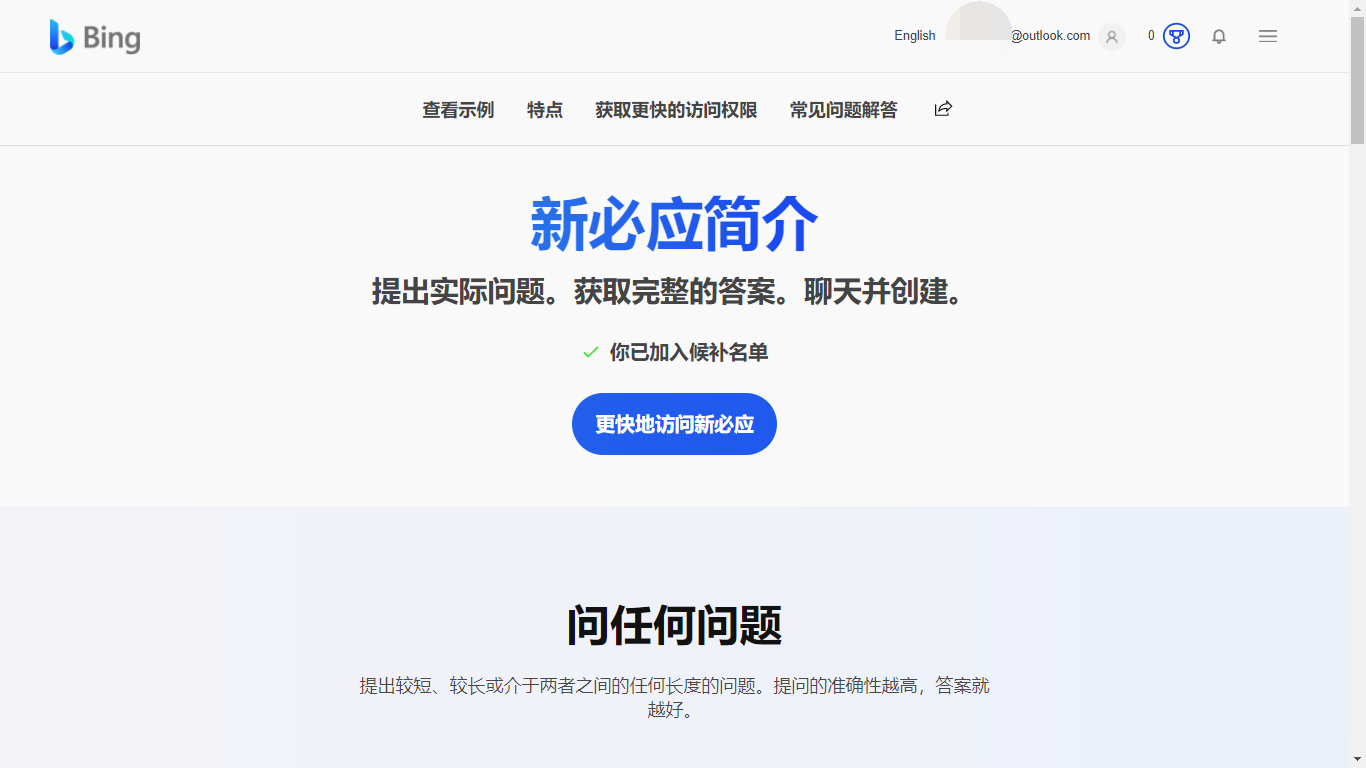 Bing
English
@outlook.com
0
查看示例
特点
获取更快的访问权限
常见问题解答
新必应简介
提出实际问题。获取完整的答案。聊天并创建。
你已加入候补名单
更快地访问新必应
问任何问题
提出较短、较长或介于两者之间的任何长度的问题。提问的准确性越高，答案就
越好。